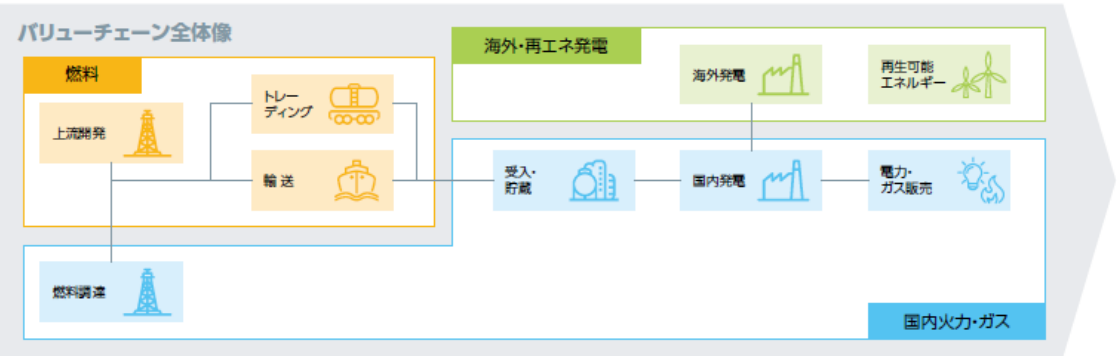 バリューチェーン全体像
燃料
上流開発
トレー
ディング
輸送
海外・再エネ発電
海外発電
再生可能
エネルギー
受入・
貯蔵
国内発電
電力・
ガス販売
燃料調達
国内火力・ガス